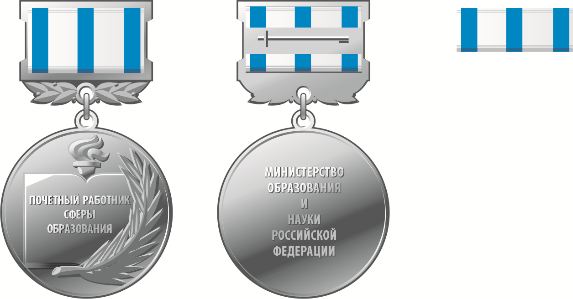 ПОЧЕТНЫЙ РАБОТНИК
СФЕРЫ
ОБРАЗОВАНИЯ
МИНИСТЕРСТВО
ОБРАЗОВАНИЯ
И
НАУКИ
РОССИЙСКОЙ
ФЕДЕРАЦИИ